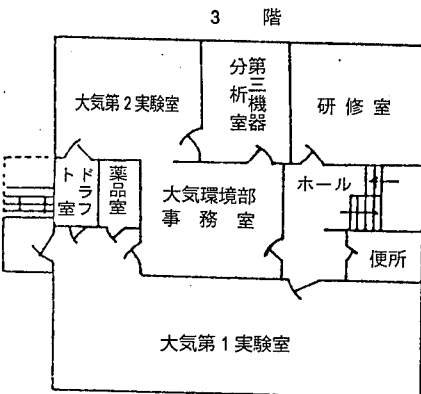 3 階
大気第2実験室
第三機器
分析室
研修室
ドラフ
ト室
薬品室
大気環境部
事務室
ホール
便所
大気第1実験室